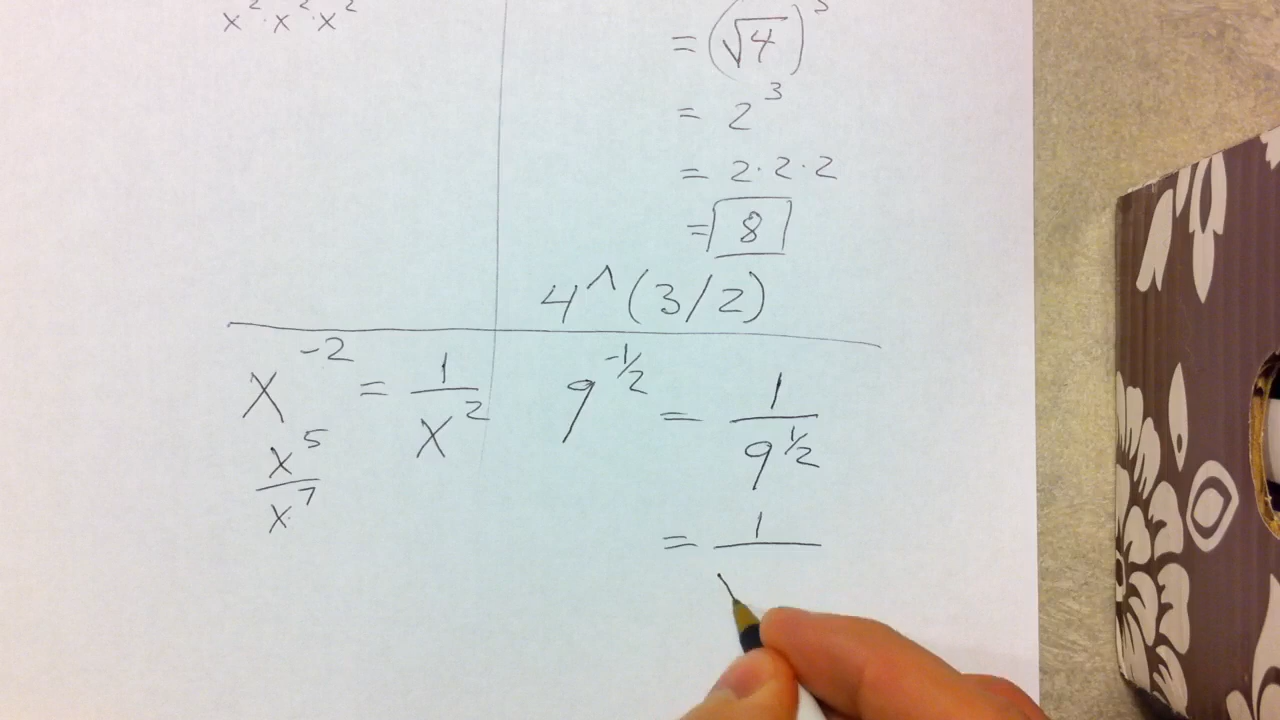 x² · x² · x²
= (√4)³
= 2³
= 2·2·2
= 8
4^(3/2)
x⁻² = 1/x²
x⁵/x⁷
9^-1/2 = 1/9^1/2
= 1/